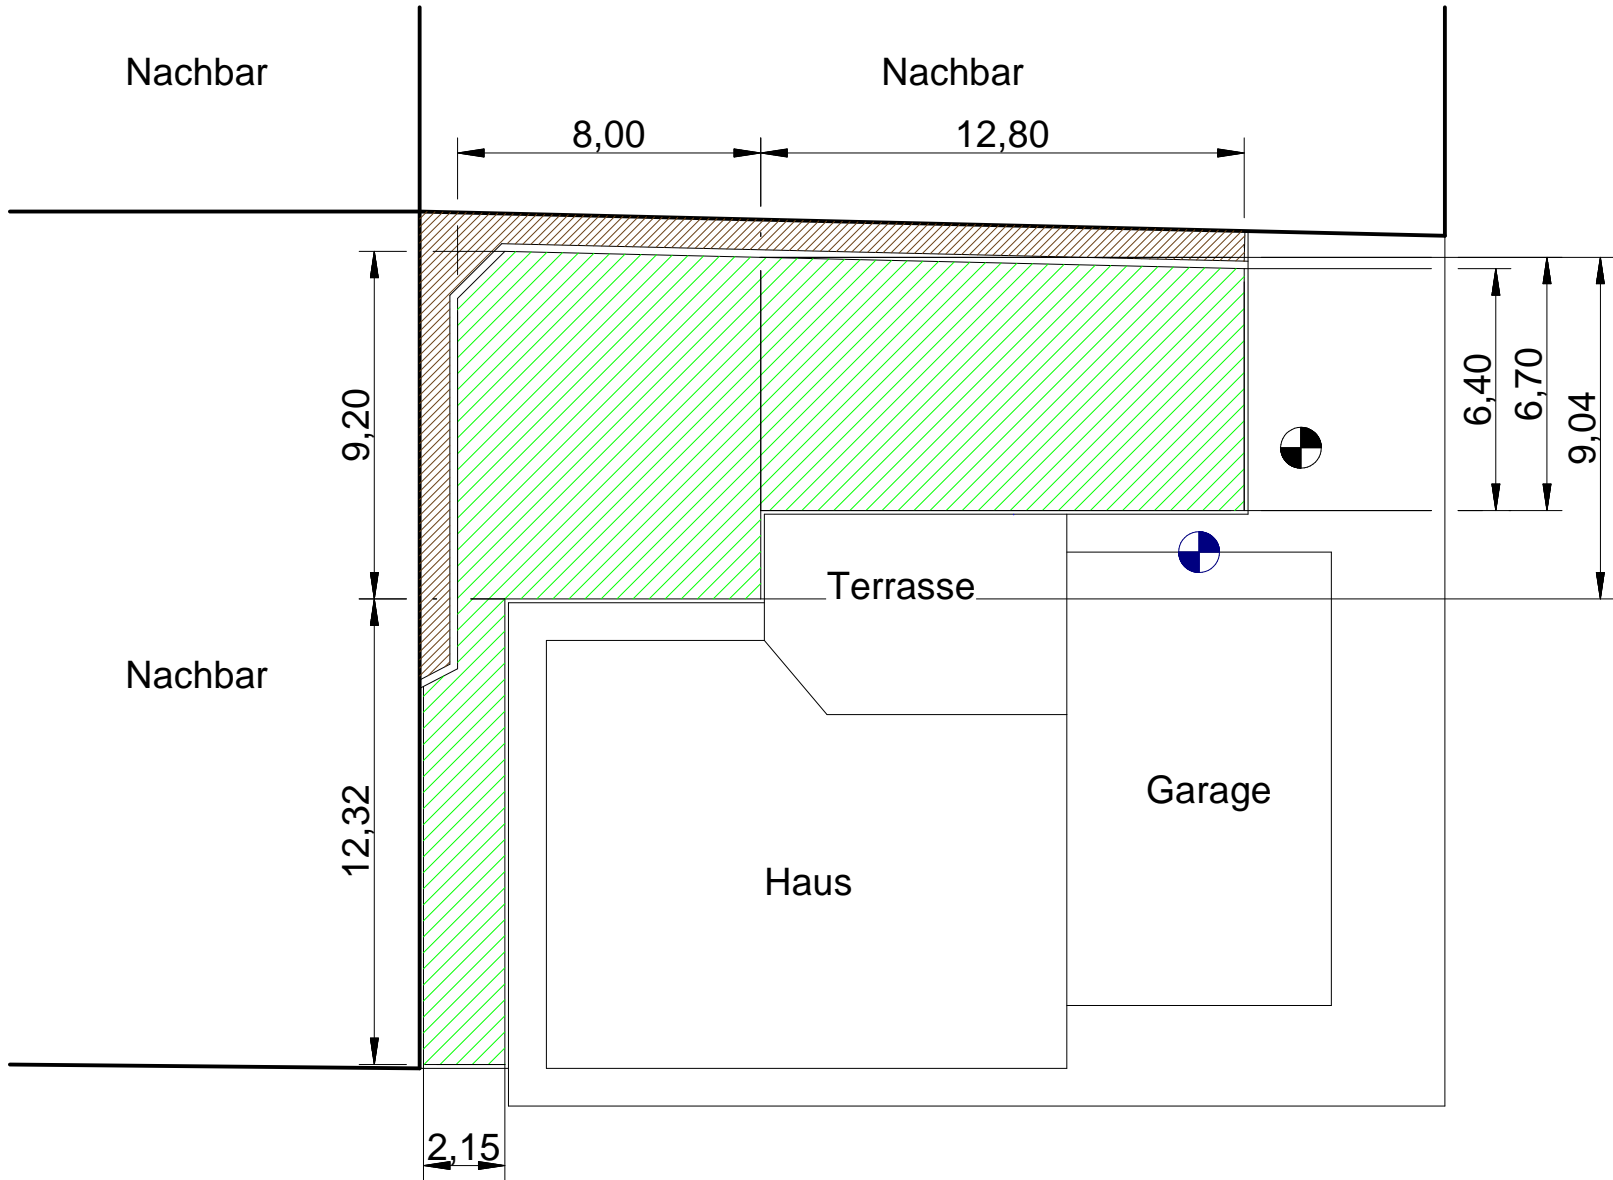 Nachbar
Nachbar
8,00
12,80
9,20
6,40
6,70
9,04
Terrasse
Nachbar
Garage
12,32
Haus
2,15